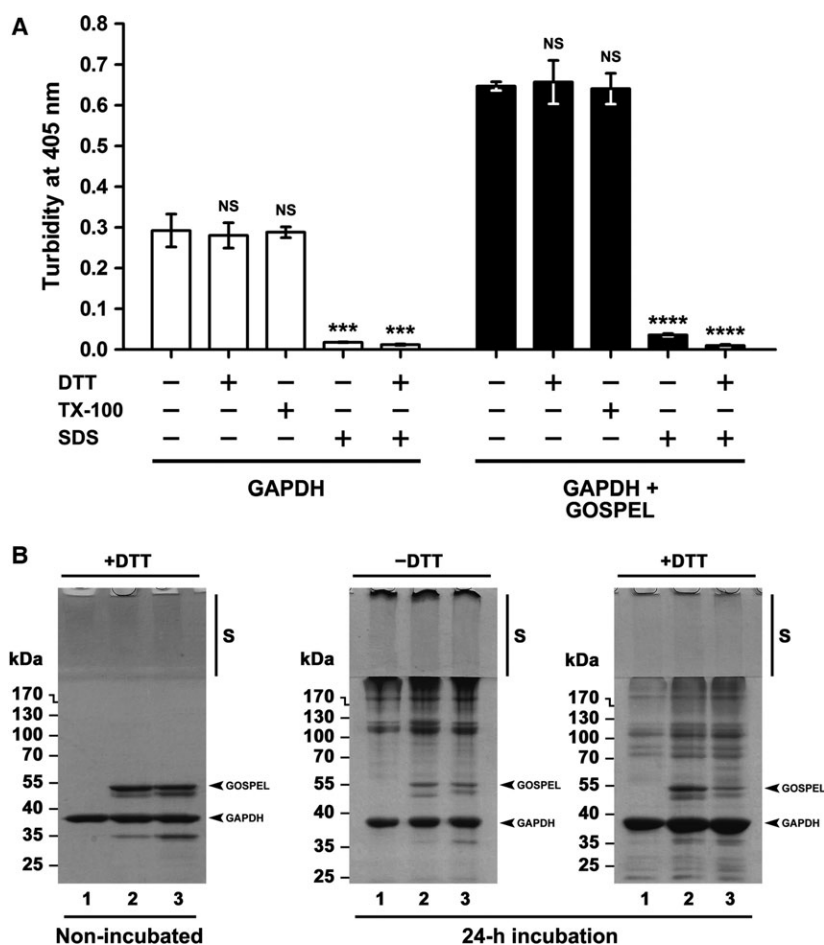 A
0.8
0.7
0.6
0.5
0.4
0.3
0.2
0.1
0.0
Turbidity at 405 nm
NS NS *** *** NS NS **** ****
DTT − + − − + − + − − +
TX-100 − − + − − − − + − −
SDS − − − + + − − − + +
GAPDH GAPDH +
GOSPEL
B
+DTT −DTT +DTT
S S
kDa kDa kDa
170 170 170
130 130 130
100 100 100
70 70 70
55 GOSPEL 55 GOSPEL 55 GOSPEL
40 GAPDH 40 GAPDH 40 GAPDH
35 35 35
25 25 25
1 2 3 1 2 3 1 2 3
Non-incubated 24-h incubation